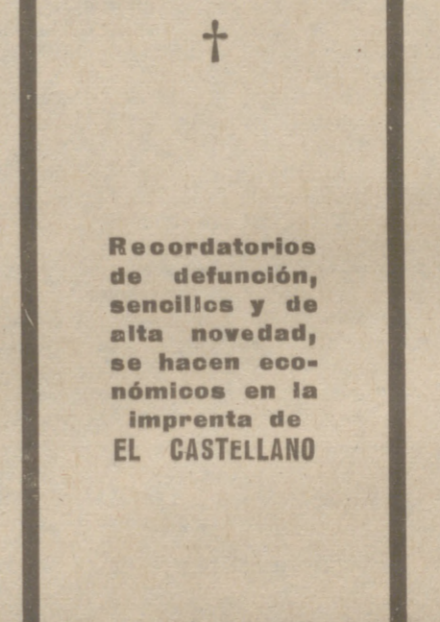 †
Recordatorios
de defunción,
sencillos y de
alta novedad,
se hacen eco-
nómicos en la
imprenta de
EL CASTELLANO